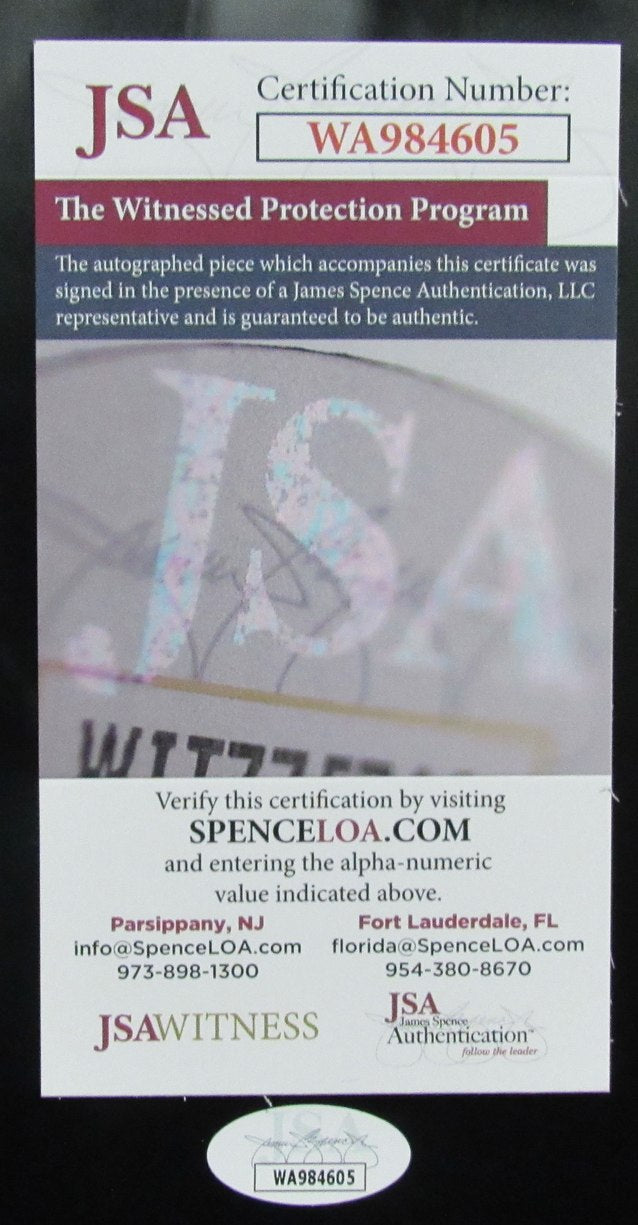 JSA
Certification Number:
WA984605
The Witnessed Protection Program
The autographed piece which accompanies this certificate was
signed in the presence of a James Spence Authentication, LLC
representative and is guaranteed to be authentic.
JSA
Verify this certification by visiting
SPENCELOA.COM
and entering the alpha-numeric
value indicated above.
Parsippany, NJ
info@SpenceLOA.com
973-898-1300
Fort Lauderdale, FL
florida@SpenceLOA.com
954-380-8670
JSAWITNESS
JSA
James Spence
Authentication™
follow the leader
JSA
WA984605